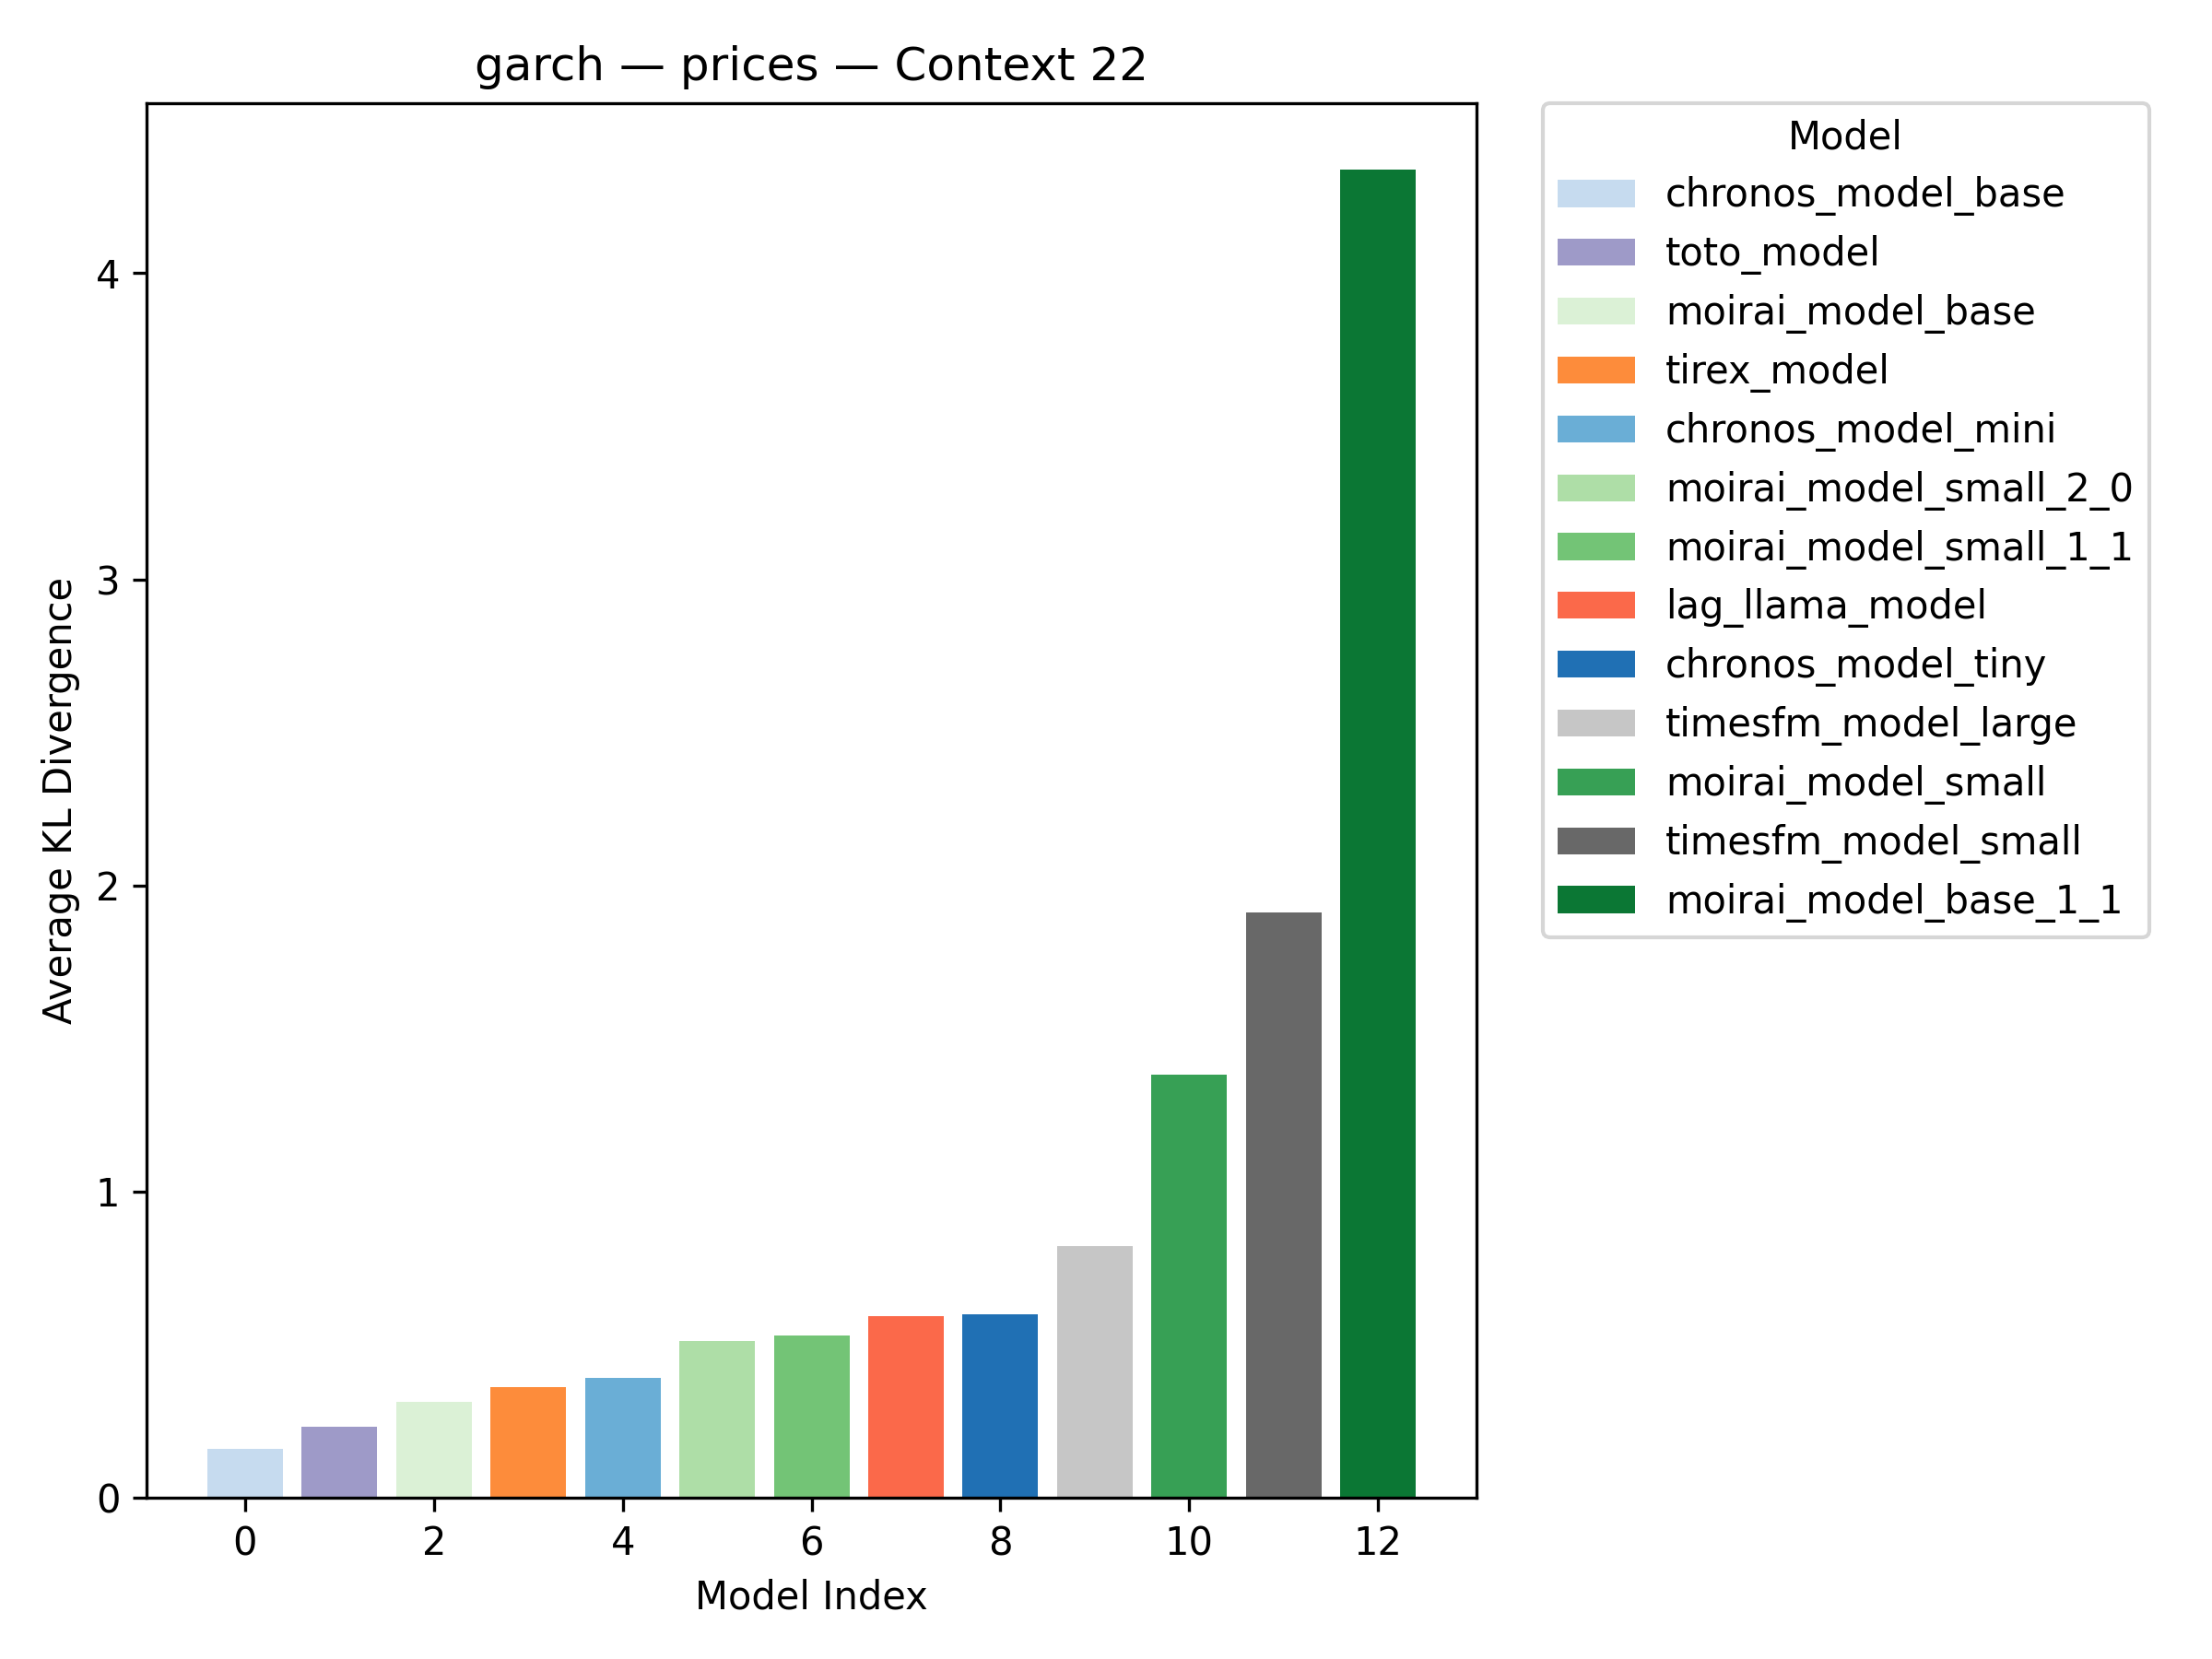 garch — prices — Context 22
Average KL Divergence
4
3
2
1
0
0 2 4 6 8 10 12
Model Index
Model
chronos_model_base
toto_model
moirai_model_base
tirex_model
chronos_model_mini
moirai_model_small_2_0
moirai_model_small_1_1
lag_llama_model
chronos_model_tiny
timesfm_model_large
moirai_model_small
timesfm_model_small
moirai_model_base_1_1